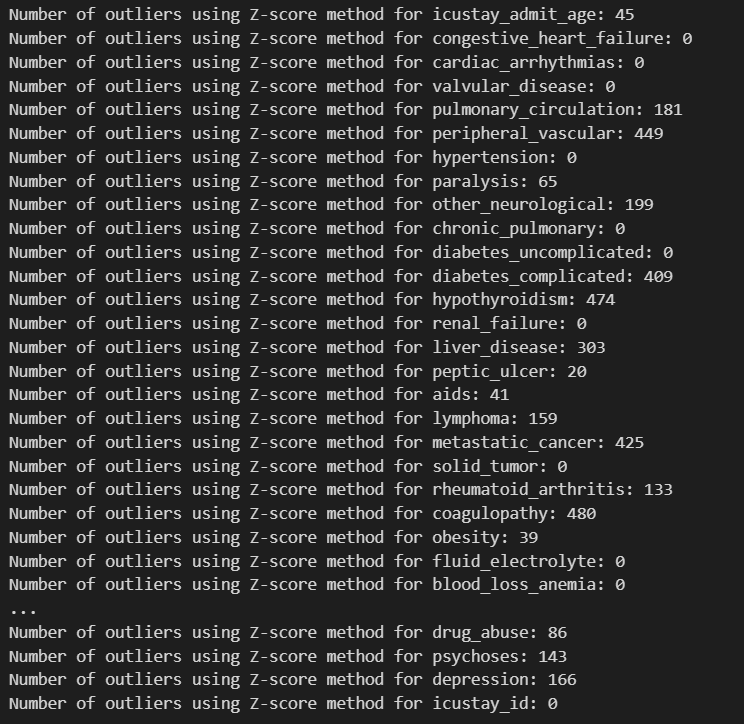 Number of outliers using Z-score method for icustay_admit_age: 45
Number of outliers using Z-score method for congestive_heart_failure: 0
Number of outliers using Z-score method for cardiac_arrhythmias: 0
Number of outliers using Z-score method for valvular_disease: 0
Number of outliers using Z-score method for pulmonary_circulation: 181
Number of outliers using Z-score method for peripheral_vascular: 449
Number of outliers using Z-score method for hypertension: 0
Number of outliers using Z-score method for paralysis: 65
Number of outliers using Z-score method for other_neurological: 199
Number of outliers using Z-score method for chronic_pulmonary: 0
Number of outliers using Z-score method for diabetes_uncomplicated: 0
Number of outliers using Z-score method for diabetes_complicated: 409
Number of outliers using Z-score method for hypothyroidism: 474
Number of outliers using Z-score method for renal_failure: 0
Number of outliers using Z-score method for liver_disease: 303
Number of outliers using Z-score method for peptic_ulcer: 20
Number of outliers using Z-score method for aids: 41
Number of outliers using Z-score method for lymphoma: 159
Number of outliers using Z-score method for metastatic_cancer: 425
Number of outliers using Z-score method for solid_tumor: 0
Number of outliers using Z-score method for rheumatoid_arthritis: 133
Number of outliers using Z-score method for coagulopathy: 480
Number of outliers using Z-score method for obesity: 39
Number of outliers using Z-score method for fluid_electrolyte: 0
Number of outliers using Z-score method for blood_loss_anemia: 0
...
Number of outliers using Z-score method for drug_abuse: 86
Number of outliers using Z-score method for psychoses: 143
Number of outliers using Z-score method for depression: 166
Number of outliers using Z-score method for icustay_id: 0